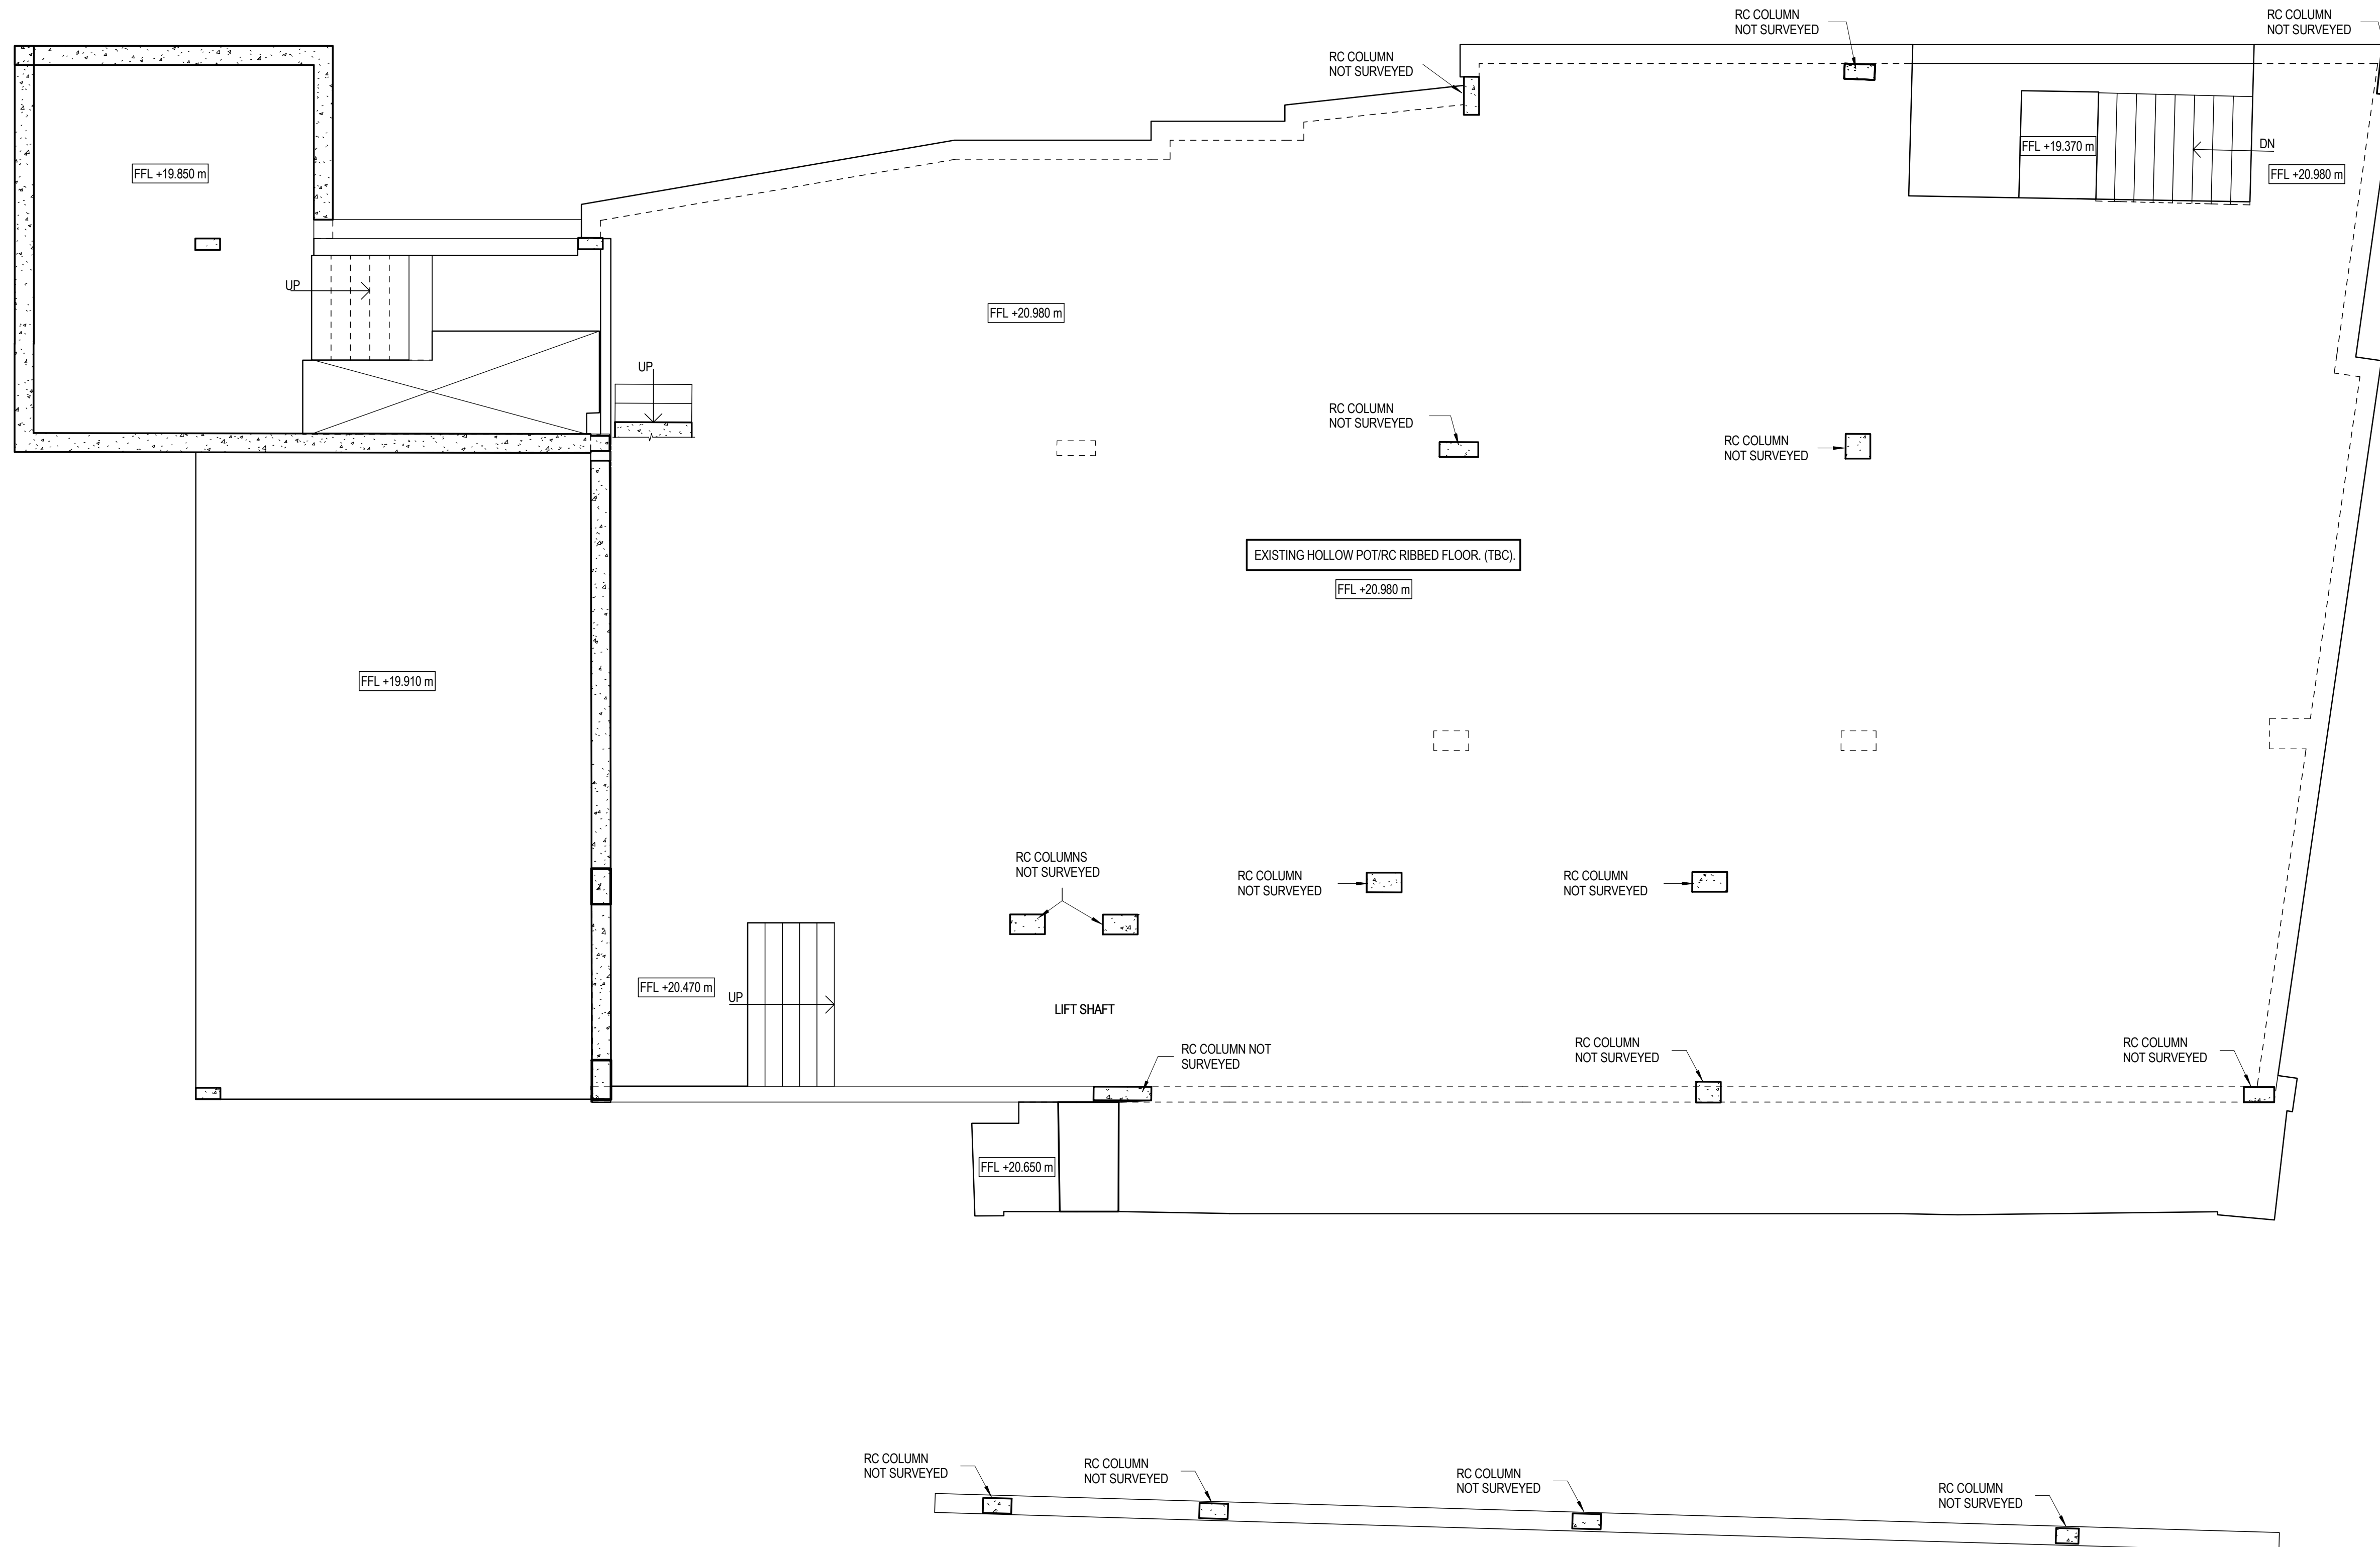 RC COLUMN
NOT SURVEYED
RC COLUMN
NOT SURVEYED
RC COLUMN
NOT SURVEYED
FFL +19.850 m
FFL +19.370 m
DN
FFL +20.980 m
UP
FFL +20.980 m
UP
RC COLUMN
NOT SURVEYED
RC COLUMN
NOT SURVEYED
EXISTING HOLLOW POT/RC RIBBED FLOOR. (TBC).
FFL +20.980 m
FFL +19.910 m
RC COLUMNS
NOT SURVEYED
RC COLUMN
NOT SURVEYED
RC COLUMN
NOT SURVEYED
FFL +20.470 m
UP
LIFT SHAFT
RC COLUMN NOT
SURVEYED
RC COLUMN
NOT SURVEYED
RC COLUMN
NOT SURVEYED
FFL +20.650 m
RC COLUMN
NOT SURVEYED
RC COLUMN
NOT SURVEYED
RC COLUMN
NOT SURVEYED
RC COLUMN
NOT SURVEYED